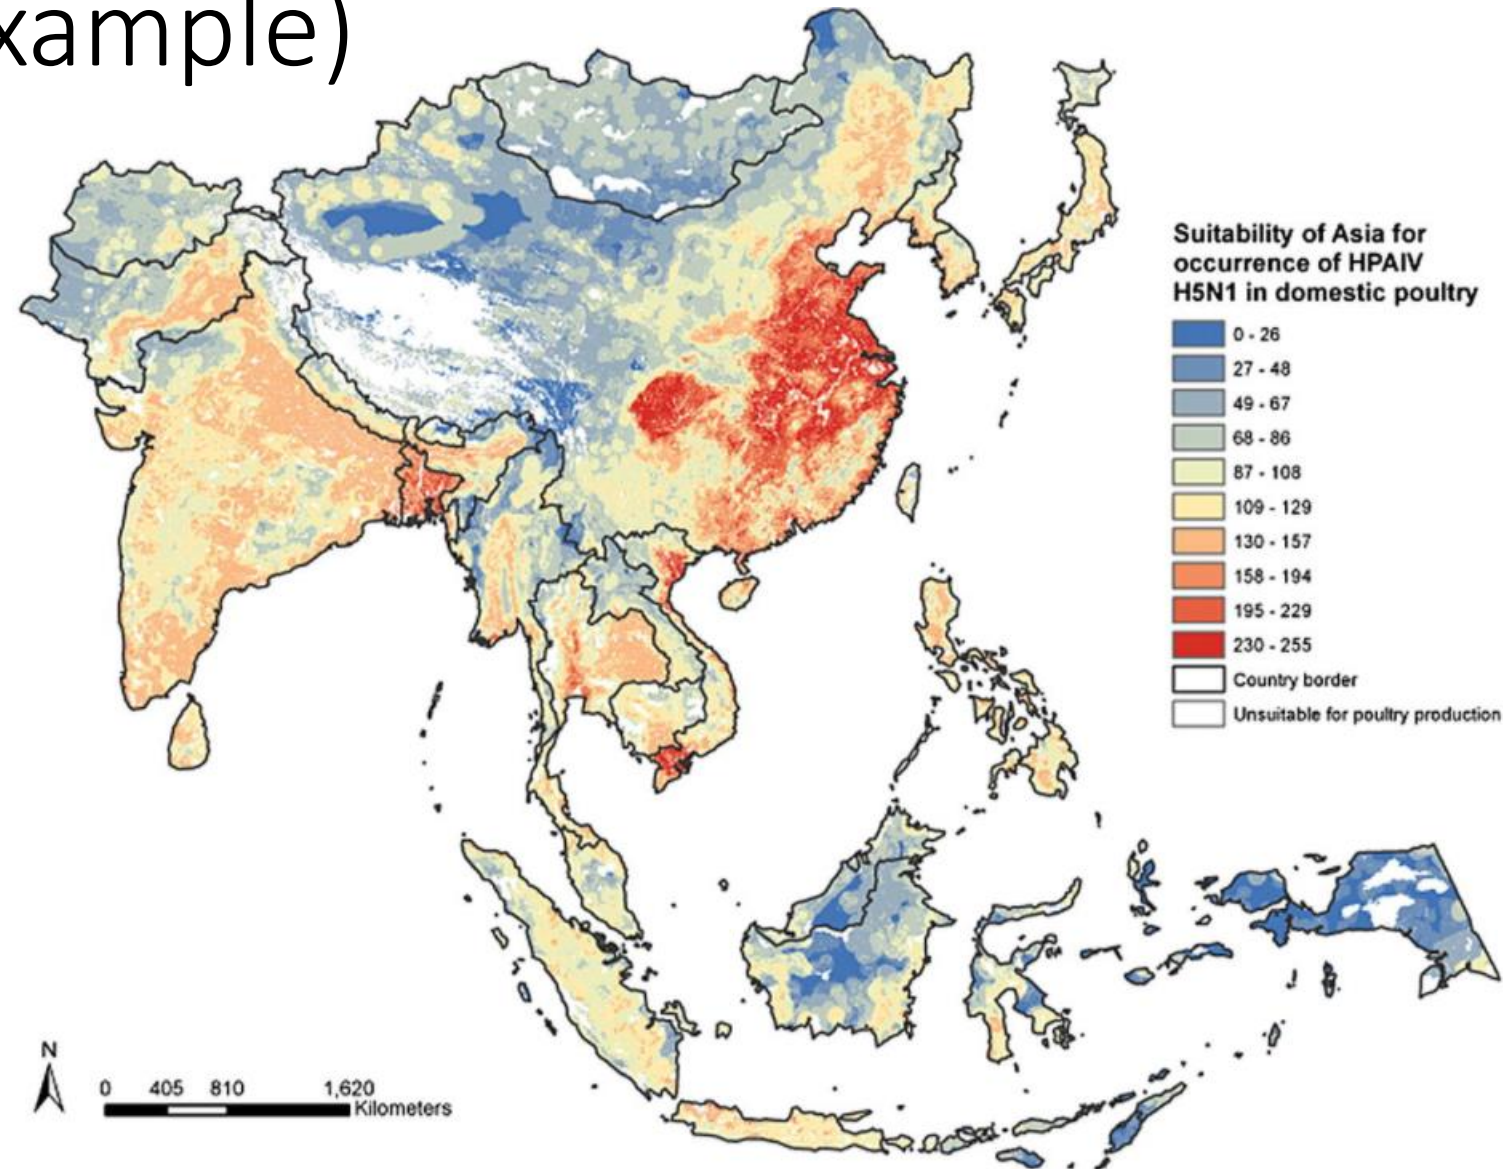 xample)
Suitability of Asia for
occurrence of HPAIV
H5N1 in domestic poultry
0 - 26
27 - 48
49 - 67
68 - 86
87 - 108
109 - 129
130 - 157
158 - 194
195 - 229
230 - 255
Country border
Unsuitable for poultry production
N
0 405 810 1,620
Kilometers